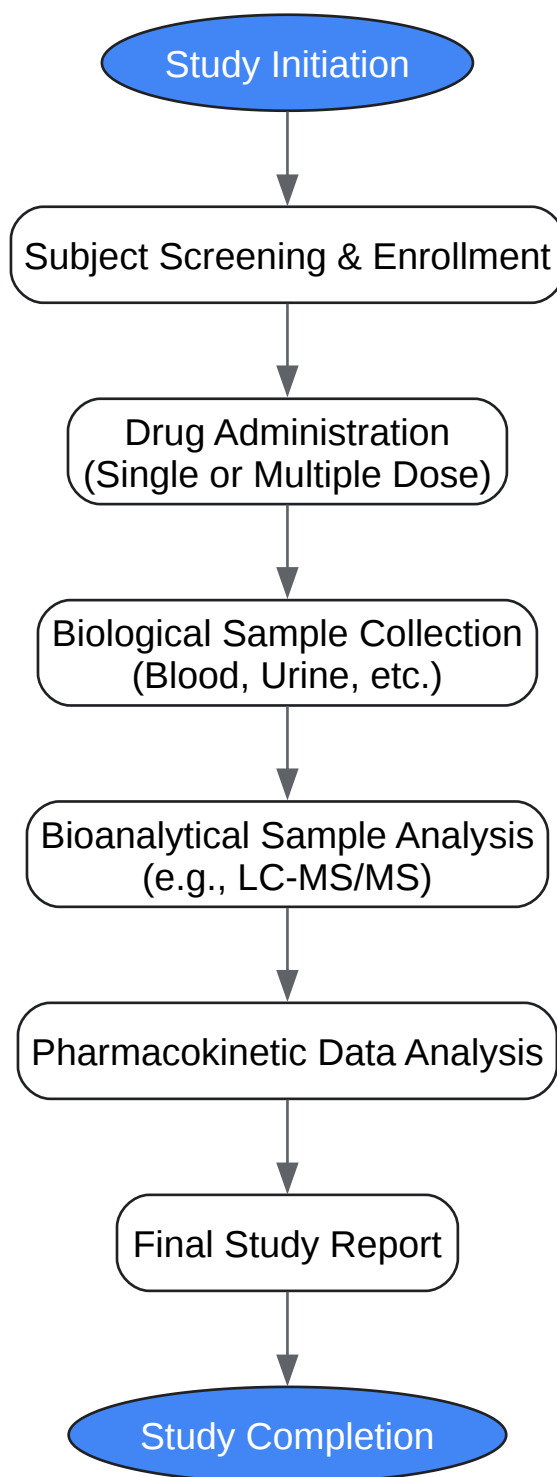 Study Initiation
Subject Screening & Enrollment
Drug Administration
(Single or Multiple Dose)
Biological Sample Collection
(Blood, Urine, etc.)
Bioanalytical Sample Analysis
(e.g., LC-MS/MS)
Pharmacokinetic Data Analysis
Final Study Report
Study Completion